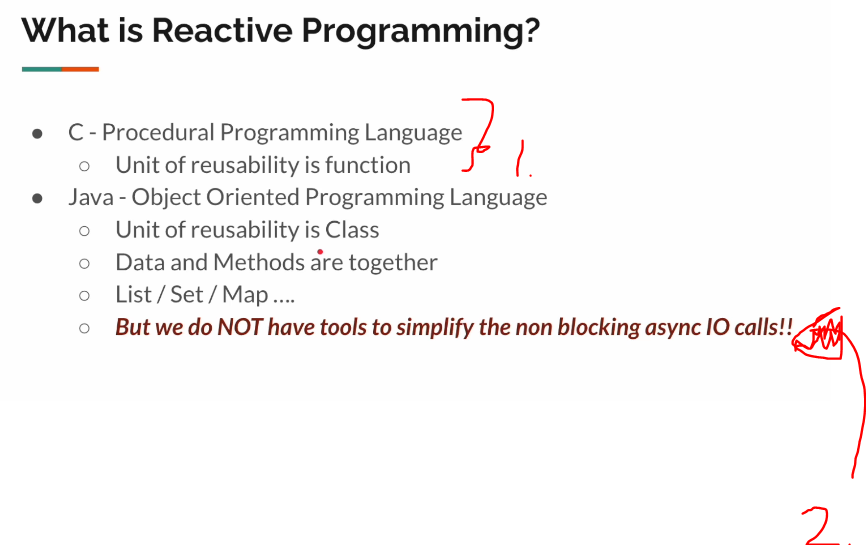 What is Reactive Programming?
● C - Procedural Programming Language
○ Unit of reusability is function
1.
● Java - Object Oriented Programming Language
○ Unit of reusability is Class
○ Data and Methods are together
○ List / Set / Map ....
○ But we do NOT have tools to simplify the non blocking async IO calls!!
2.